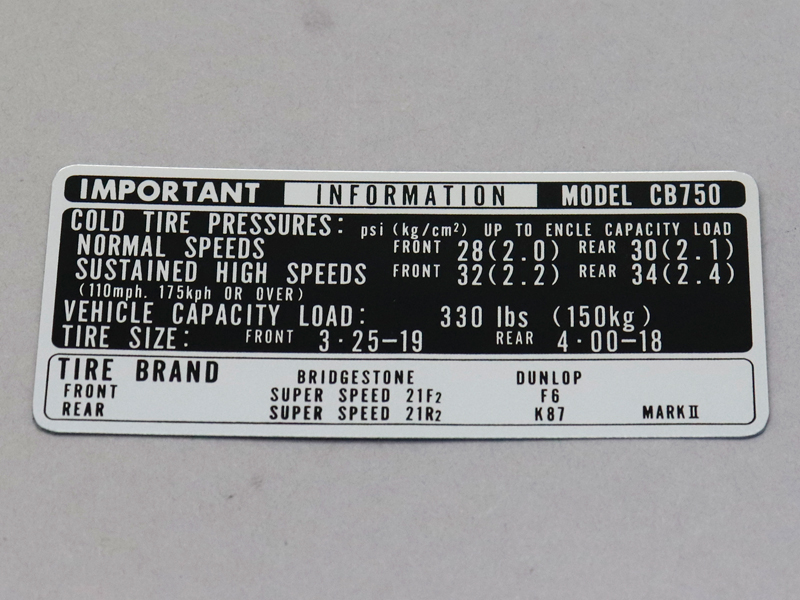 IMPORTANT INFORMATION MODEL CB750
COLD TIRE PRESSURES: psi (kg/cm²) UP TO ENCLE CAPACITY LOAD
NORMAL SPEEDS FRONT 28(2.0) REAR 30(2.1)
SUSTAINED HIGH SPEEDS FRONT 32(2.2) REAR 34(2.4)
(110mph. 175kph OR OVER)
VEHICLE CAPACITY LOAD: 330 lbs (150kg)
TIRE SIZE: FRONT 3·25—19 REAR 4·00—18
TIRE BRAND BRIDGESTONE DUNLOP
FRONT SUPER SPEED 21F2 F6
REAR SUPER SPEED 21R2 K87 MARKⅡ